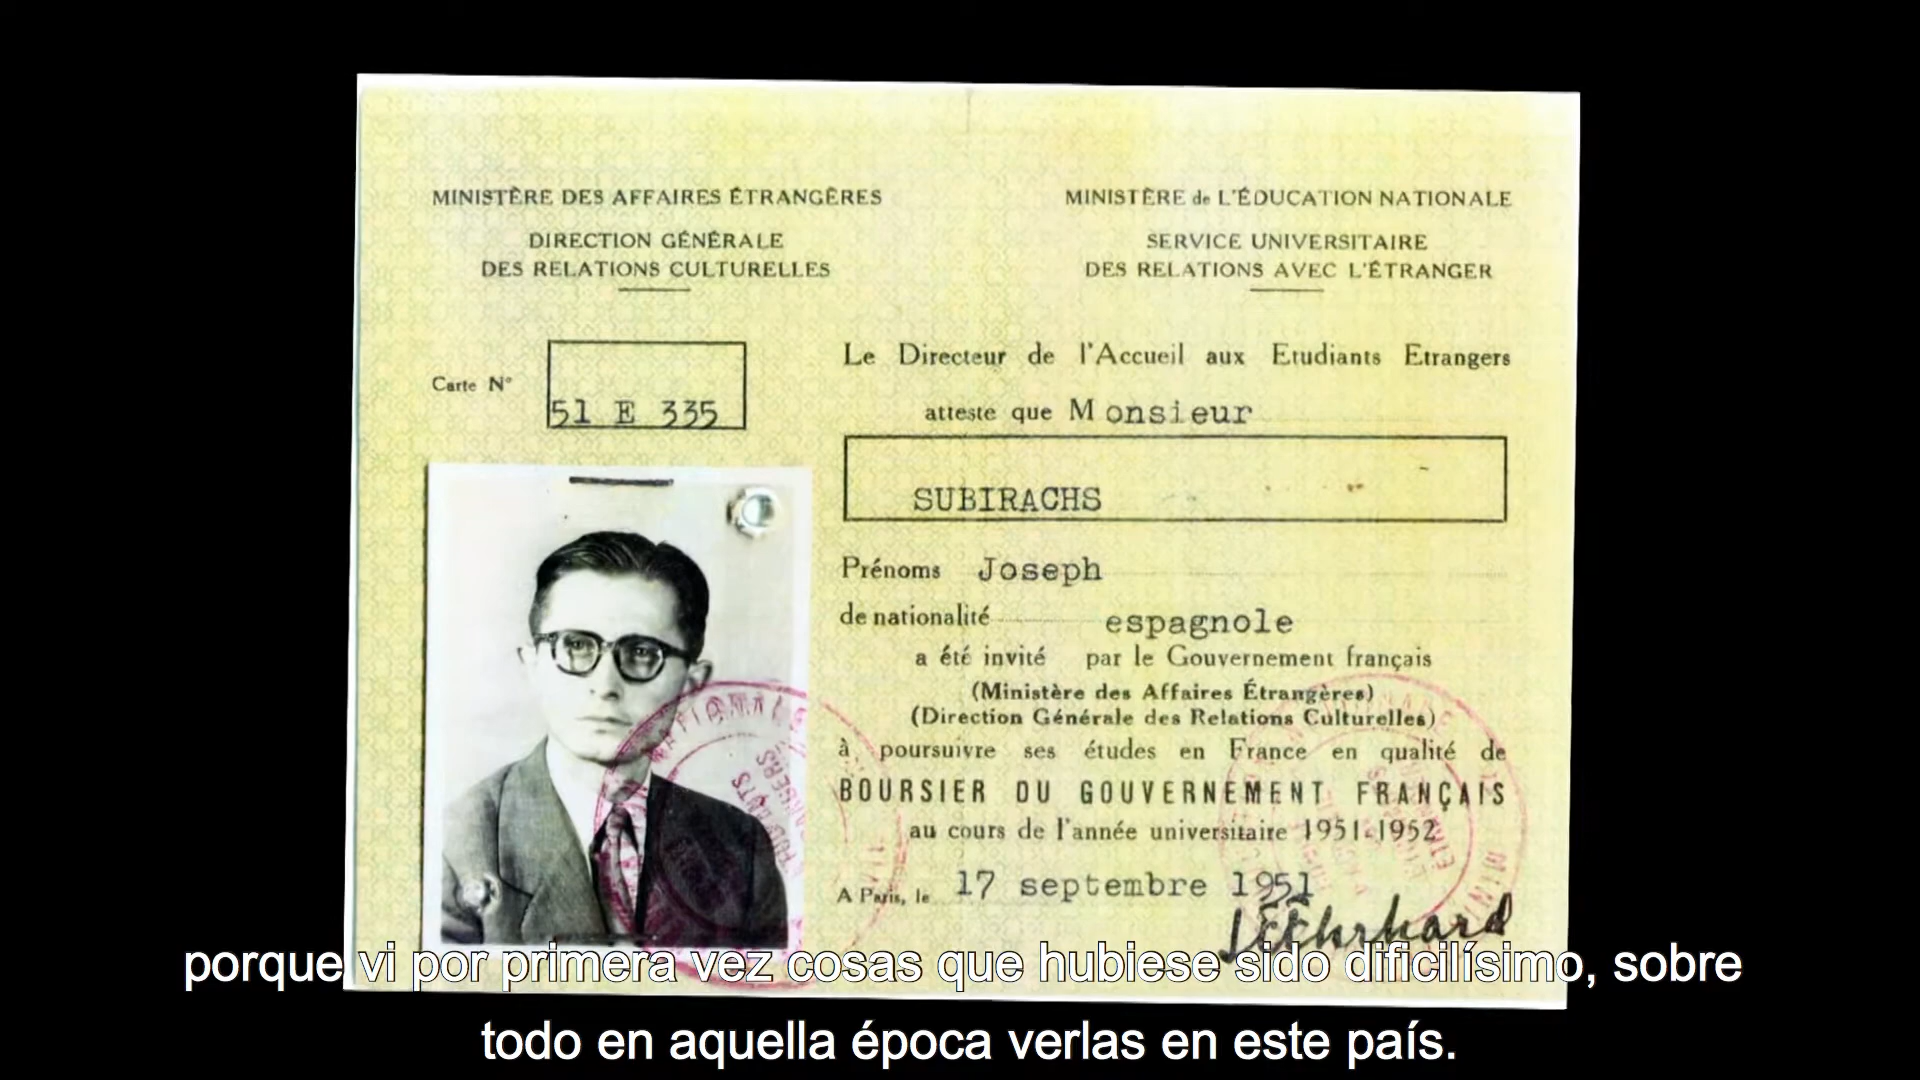 MINISTÈRE DES AFFAIRES ÉTRANGÈRES
DIRECTION GÉNÉRALE
DES RELATIONS CULTURELLES
MINISTÈRE de L'ÉDUCATION NATIONALE
SERVICE UNIVERSITAIRE
DES RELATIONS AVEC L'ÉTRANGER
Carte N°
51 E 335
Le Directeur de l'Accueil aux Etudiants Etrangers
atteste que Monsieur
SUBIRACHS
Prénoms Joseph
de nationalité espagnole
a été invité par le Gouvernement français
(Ministère des Affaires Étrangères)
(Direction Générale des Relations Culturelles)
à poursuivre ses études en France en qualité de
BOURSIER DU GOUVERNEMENT FRANÇAIS
au cours de l'année universitaire 1951-1952
A Paris, le 17 septembre 1951
porque vi por primera vez cosas que hubiese sido dificilísimo, sobre
todo en aquella época verlas en este país.